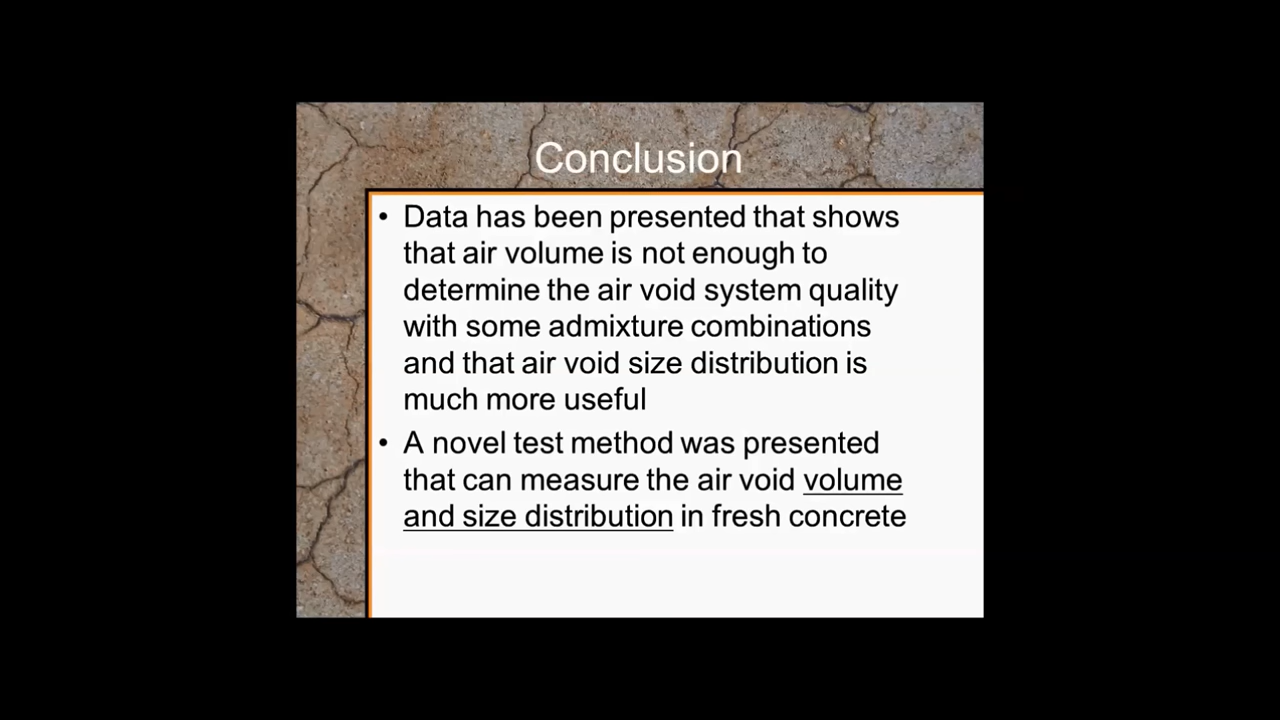 Conclusion
• Data has been presented that shows
that air volume is not enough to
determine the air void system quality
with some admixture combinations
and that air void size distribution is
much more useful
• A novel test method was presented
that can measure the air void volume
and size distribution in fresh concrete